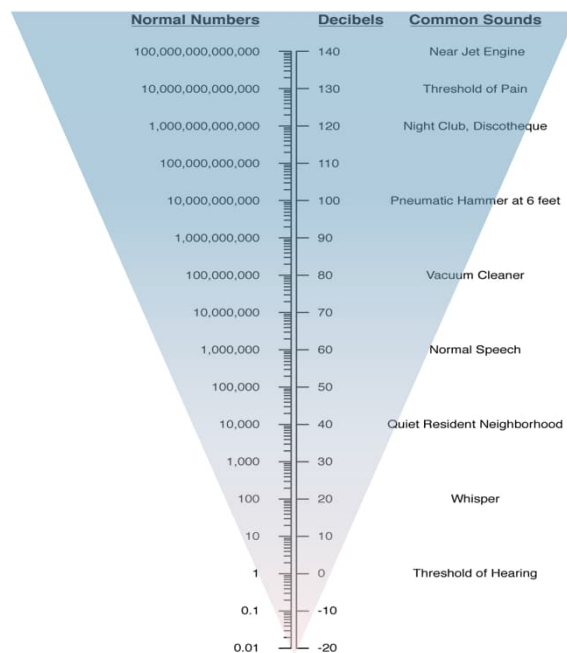 Normal Numbers Decibels Common Sounds
100,000,000,000,000 140 Near Jet Engine
10,000,000,000,000 130 Threshold of Pain
1,000,000,000,000 120 Night Club, Discotheque
100,000,000,000 110
10,000,000,000 100 Pneumatic Hammer at 6 feet
1,000,000,000 90
100,000,000 80 Vacuum Cleaner
10,000,000 70
1,000,000 60 Normal Speech
100,000 50
10,000 40 Quiet Resident Neighborhood
1,000 30
100 20 Whisper
10 10
1 0 Threshold of Hearing
0.1 -10
0.01 -20